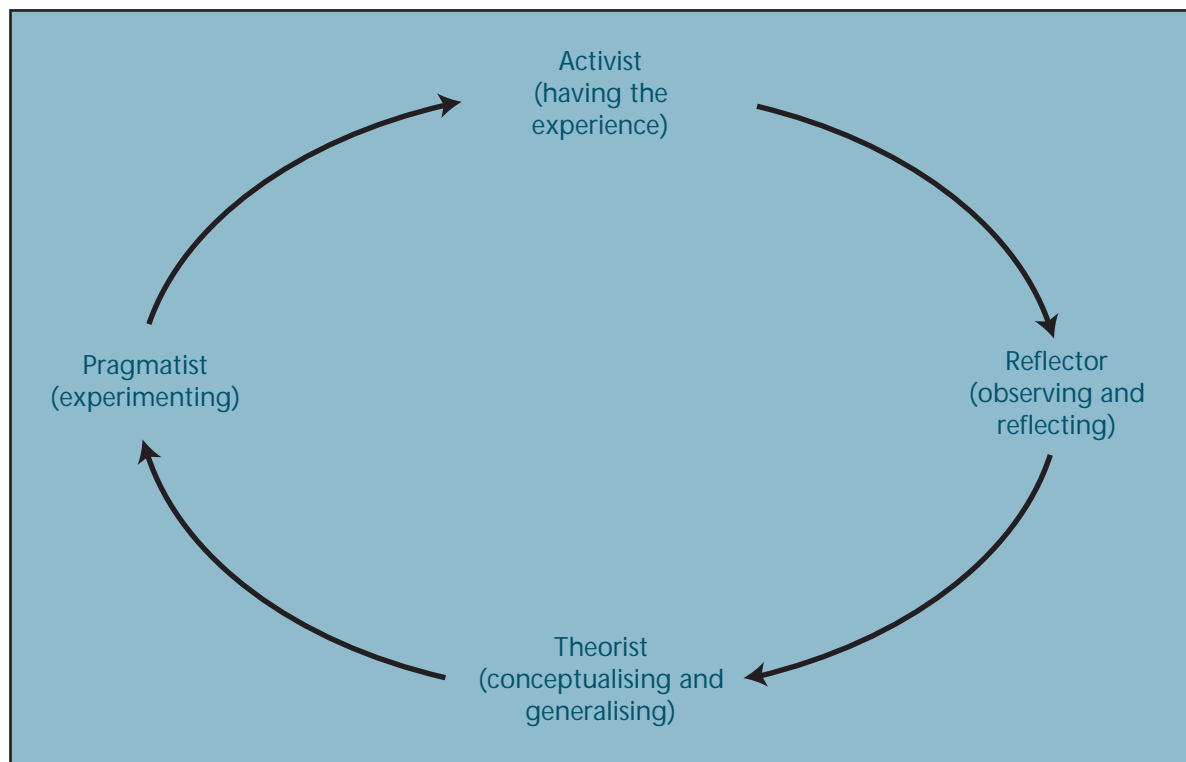 Activist
(having the
experience)
Pragmatist
(experimenting)
Reflector
(observing and
reflecting)
Theorist
(conceptualising and
generalising)